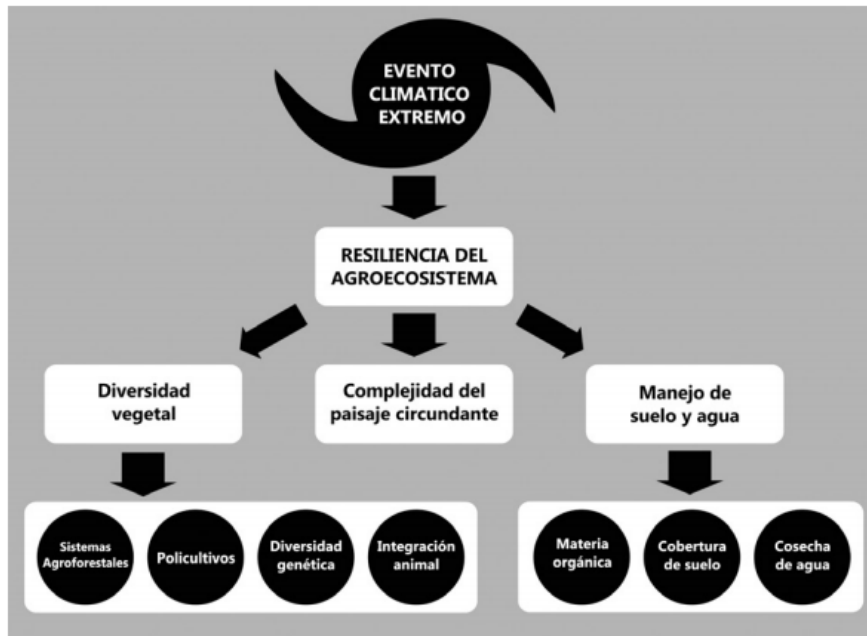 EVENTO
CLIMATICO
EXTREMO
RESILIENCIA DEL
AGROECOSISTEMA
Diversidad
vegetal
Complejidad del
paisaje circundante
Manejo de
suelo y agua
Sistemas
Agroforestales
Policultivos
Diversidad
genética
Integración
animal
Materia
orgánica
Cobertura
de suelo
Cosecha
de agua